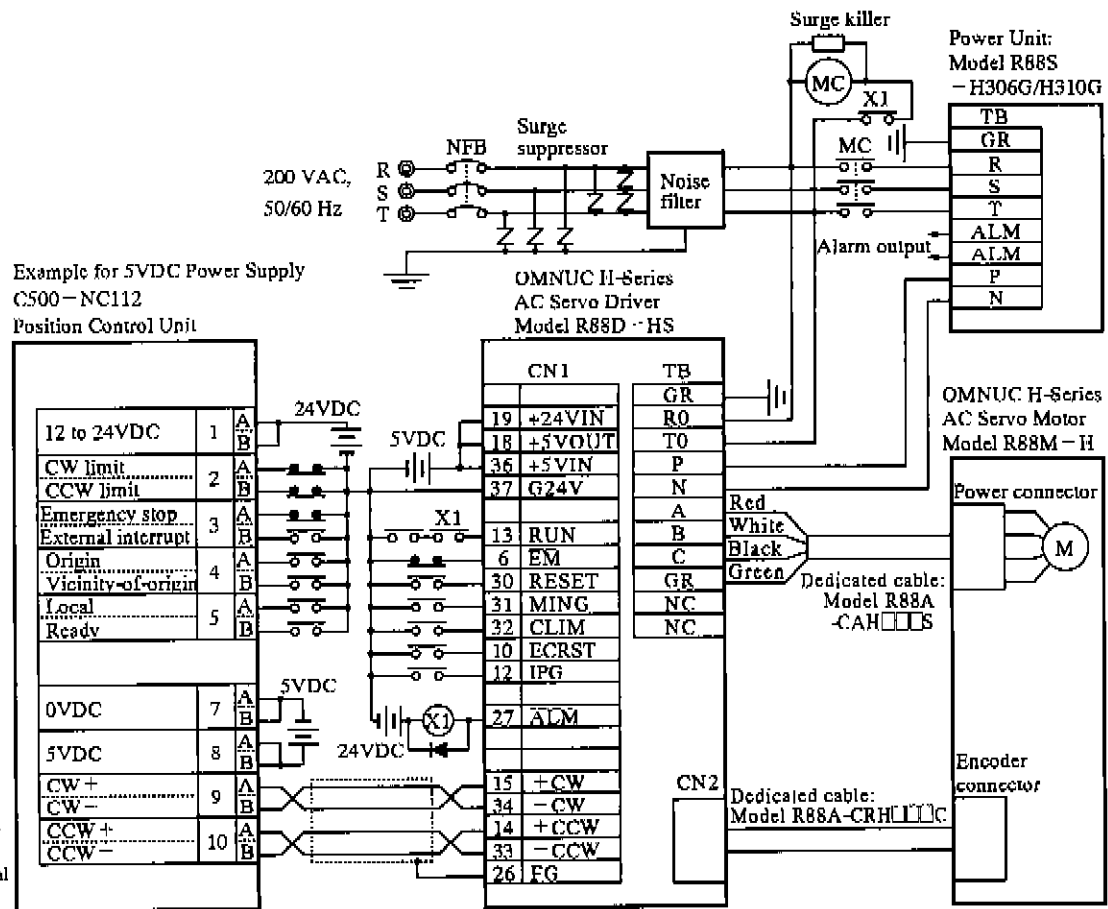 Surge killer
Power Unit:
Model R88S
-H306G/H310G
MC
X1
TB
GR
R
S
T
ALM
ALM
P
N
MC
Alarm output
Surge
suppressor
NFB
Noise
filter
200 VAC,
50/60 Hz
R
S
T
Example for 5VDC Power Supply
C500-NC112
Position Control Unit
12 to 24VDC 1 A B
CW limit 2 A
CCW limit B
Emergency stop 3 A
External interrupt B
Origin 4 A
Vicinity-of-origin B
Local 5 A
Ready B
0VDC 7 A B
5VDC 8 A B
CW+ 9 A
CW- B
CCW+ 10 A
CCW- B
24VDC
5VDC
5VDC
X1
X1
24VDC
OMNUC H-Series
AC Servo Driver
Model R88D-HS
CN1
19 +24VIN
18 +5VOUT
36 +5VIN
37 G24V
13 RUN
6 EM
30 RESET
31 MING
32 CLIM
10 ECRST
12 IPG
27 ALM
15 +CW
34 -CW
14 +CCW
33 -CCW
26 FG
TB
GR
R0
T0
P
N
A
B
C
GR
NC
NC
CN2
Red
White
Black
Green
Dedicated cable:
Model R88A
-CAH□□□S
Dedicated cable:
Model R88A-CRH□□□C
OMNUC H-Series
AC Servo Motor
Model R88M-H
Power connector
M
Encoder
connector